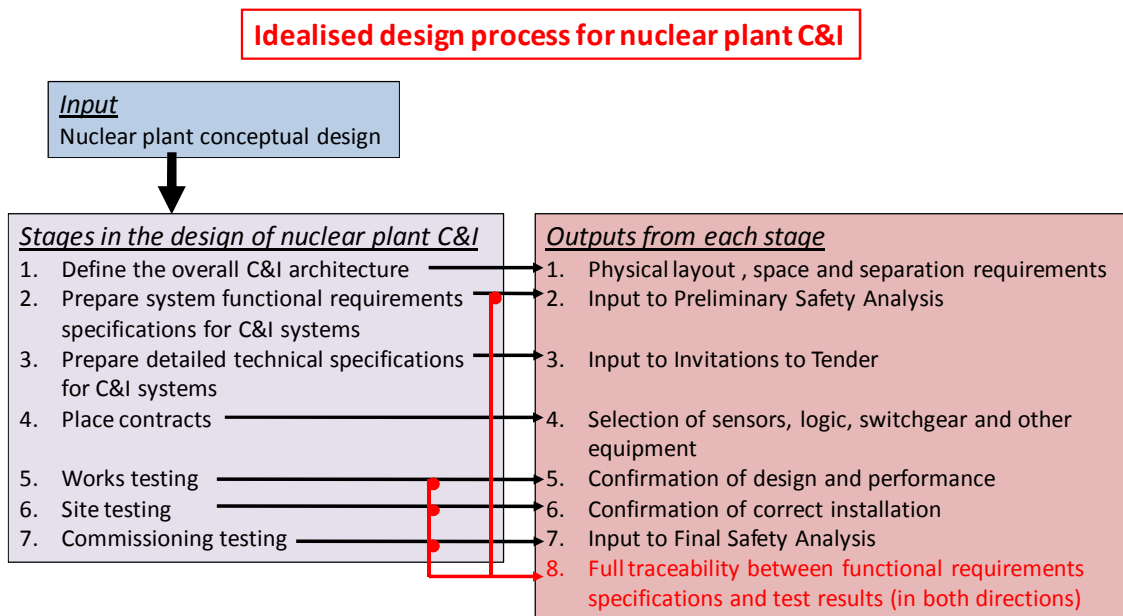 Idealised design process for nuclear plant C&I
Input
Nuclear plant conceptual design
Stages in the design of nuclear plant C&I
1. Define the overall C&I architecture
2. Prepare system functional requirements
specifications for C&I systems
3. Prepare detailed technical specifications
for C&I systems
4. Place contracts
5. Works testing
6. Site testing
7. Commissioning testing
Outputs from each stage
1. Physical layout , space and separation requirements
2. Input to Preliminary Safety Analysis
3. Input to Invitations to Tender
4. Selection of sensors, logic, switchgear and other
equipment
5. Confirmation of design and performance
6. Confirmation of correct installation
7. Input to Final Safety Analysis
8. Full traceability between functional requirements
specifications and test results (in both directions)